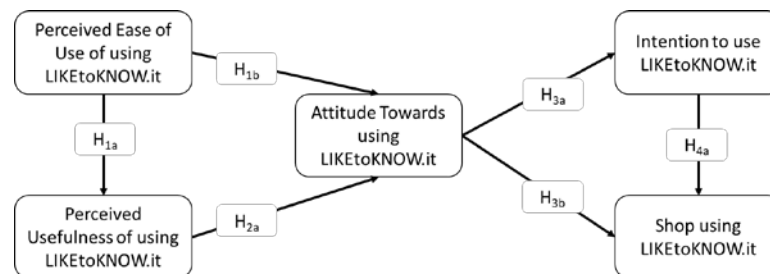 Perceived Ease of
Use of using
LIKEtoKNOW.it
H1b
Intention to use
LIKEtoKNOW.it
H3a
Attitude Towards
using
LIKEtoKNOW.it
H1a
H4a
Perceived
Usefulness of using
LIKEtoKNOW.it
H2a
H3b
Shop using
LIKEtoKNOW.it